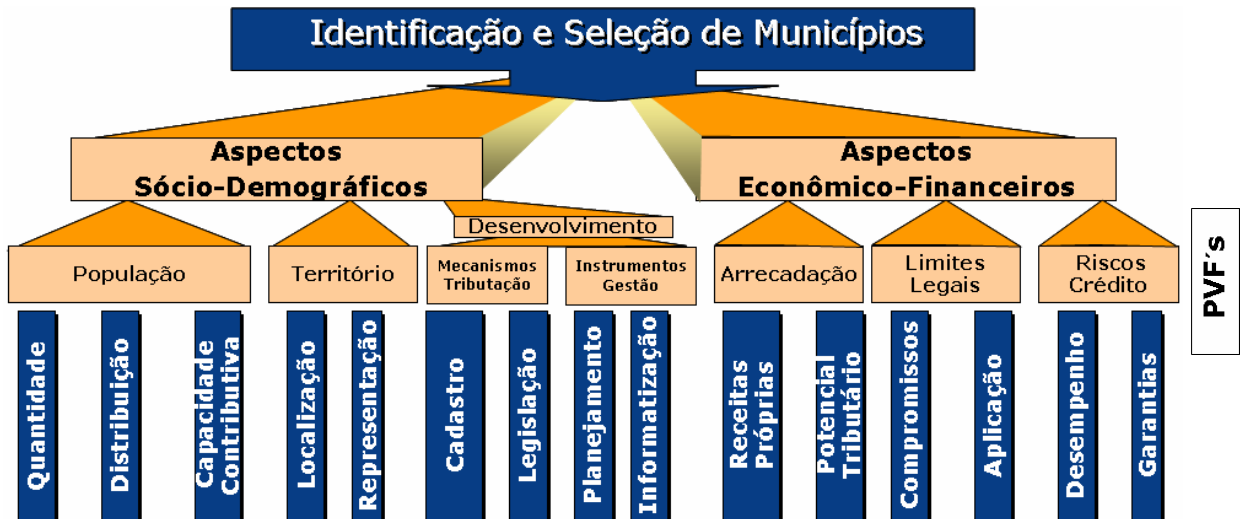 Identificação e Seleção de Municípios
Aspectos
Sócio-Demográficos
Aspectos
Econômico-Financeiros
Desenvolvimento
População
Território
Mecanismos
Tributação
Instrumentos
Gestão
Arrecadação
Limites
Legais
Riscos
Crédito
PVF´s
Quantidade
Distribuição
Capacidade
Contributiva
Localização
Representação
Cadastro
Legislação
Planejamento
Informatização
Receitas
Próprias
Potencial
Tributário
Compromissos
Aplicação
Desempenho
Garantias